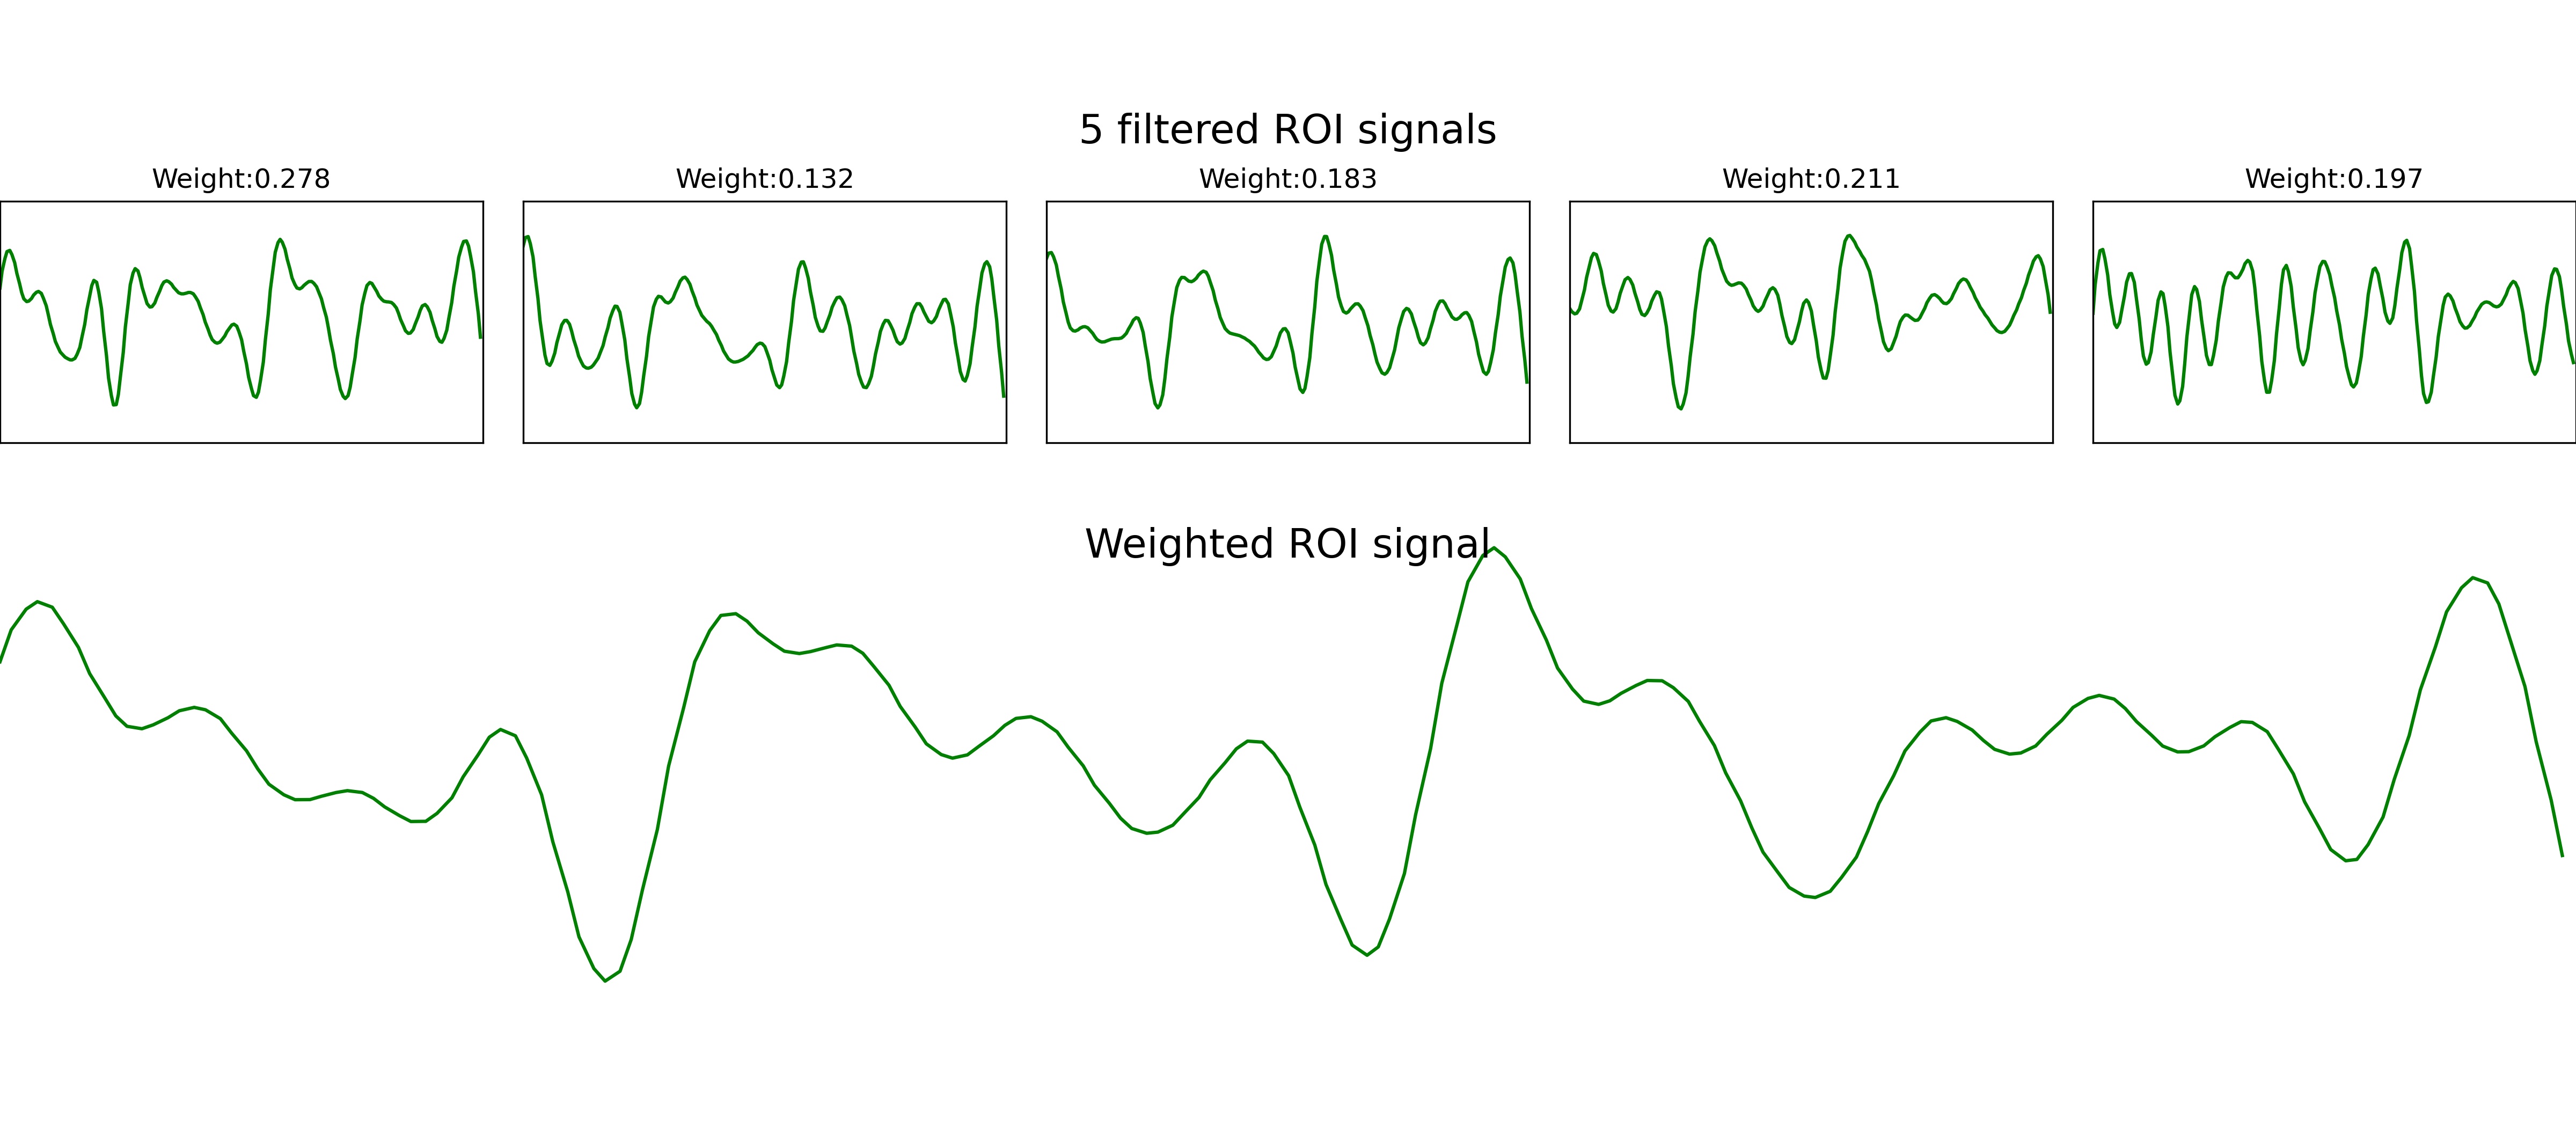 5 filtered ROI signals
Weight:0.278
Weight:0.132
Weight:0.183
Weight:0.211
Weight:0.197
Weighted ROI signal